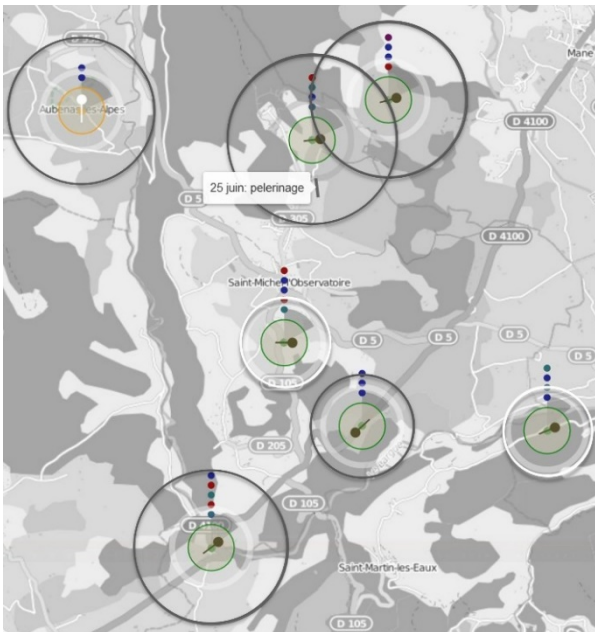 Mane
Aubenas-les-Alpes
D 4100
D 5
25 juin: pelerinage
D 305
D 4100
Saint-Michel l'Observatoire
D 5
D 5
D 5
D 105
D 205
D 105
Saint-Martin-les-Eaux
D 105